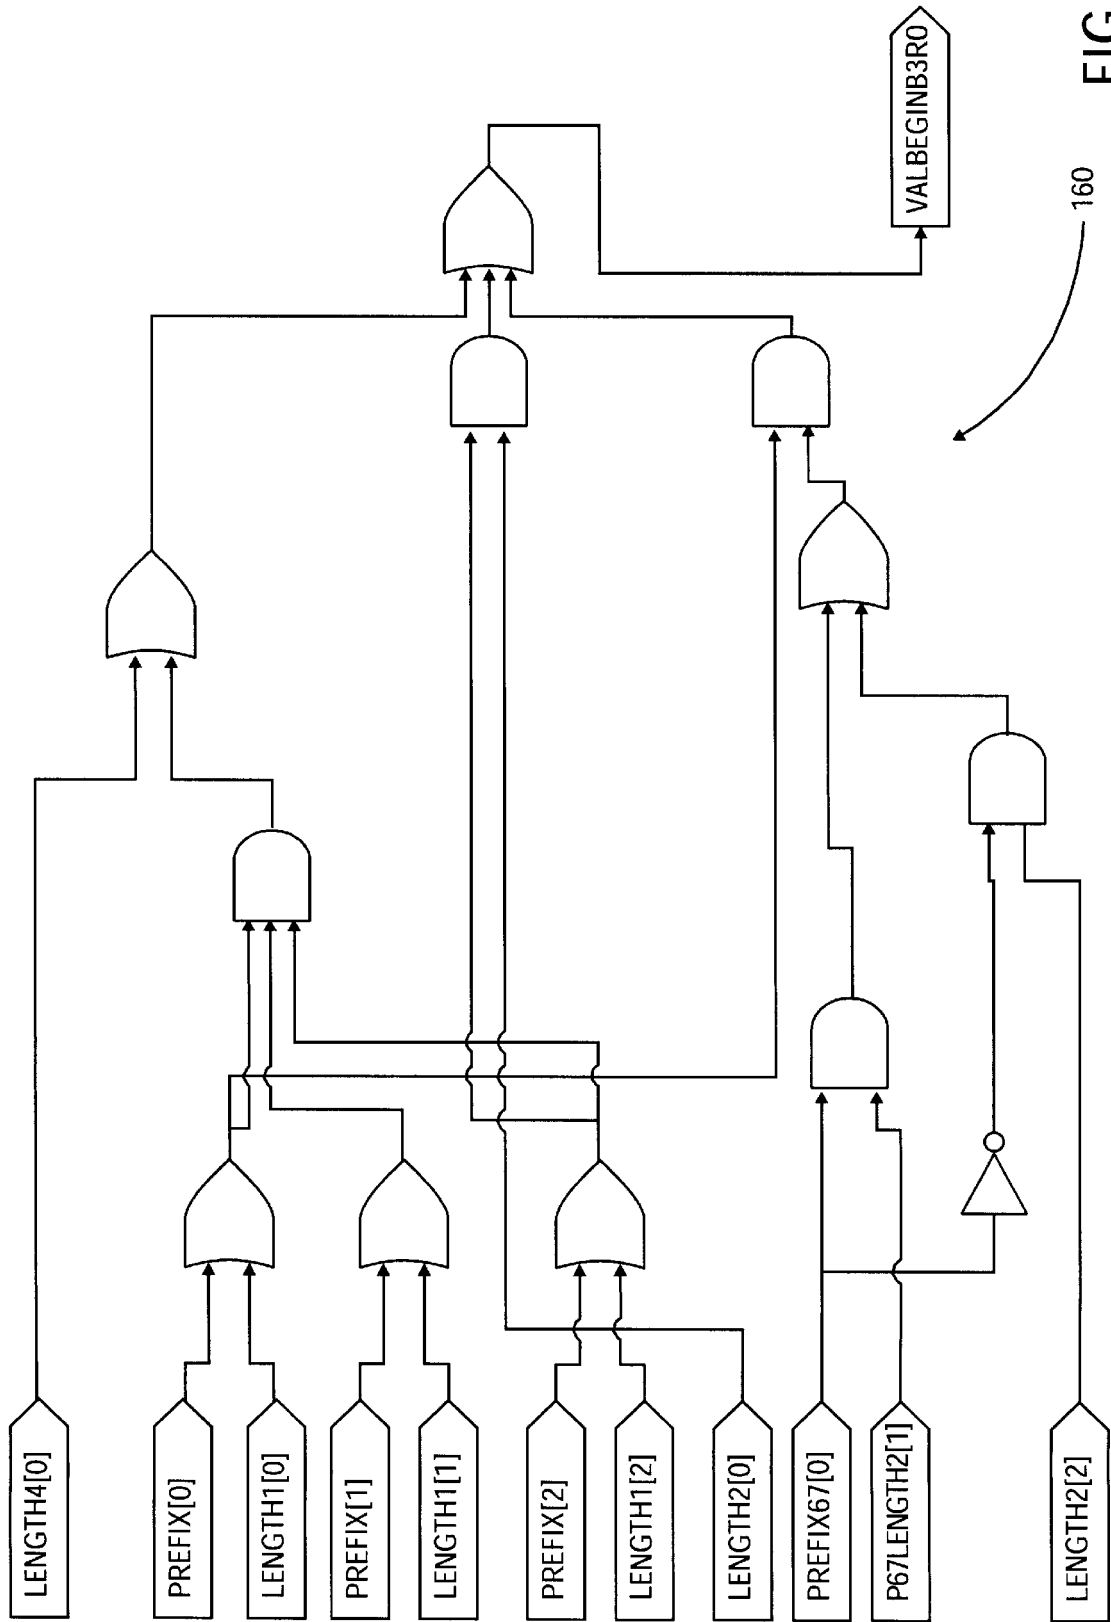 LENGTH4[0]
PREFIX[0]
LENGTH1[0]
PREFIX[1]
LENGTH1[1]
PREFIX[2]
LENGTH1[2]
LENGTH2[0]
PREFIX67[0]
P67LENGTH2[1]
LENGTH2[2]
VALBEGINB3R0
160
FIG